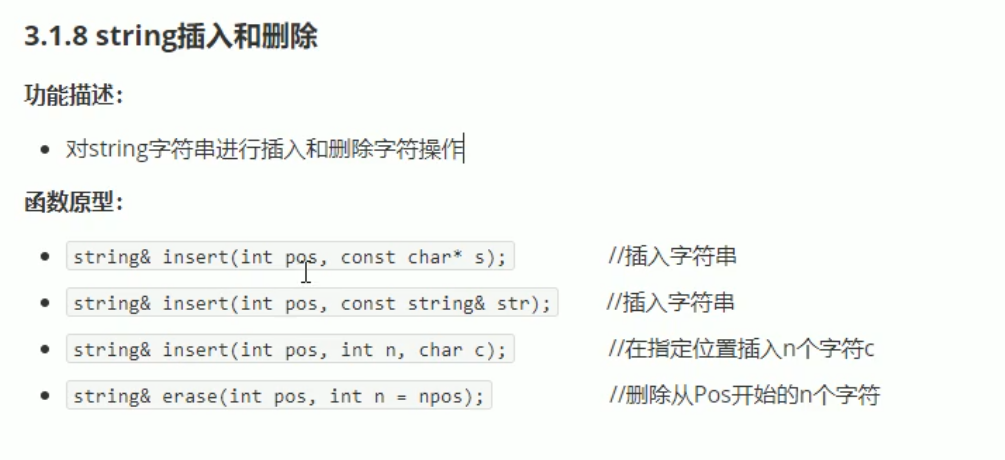 3.1.8 string插入和删除
功能描述：
对string字符串进行插入和删除字符操作
函数原型：
string& insert(int pos, const char* s); //插入字符串
string& insert(int pos, const string& str); //插入字符串
string& insert(int pos, int n, char c); //在指定位置插入n个字符c
string& erase(int pos, int n = npos); //删除从Pos开始的n个字符